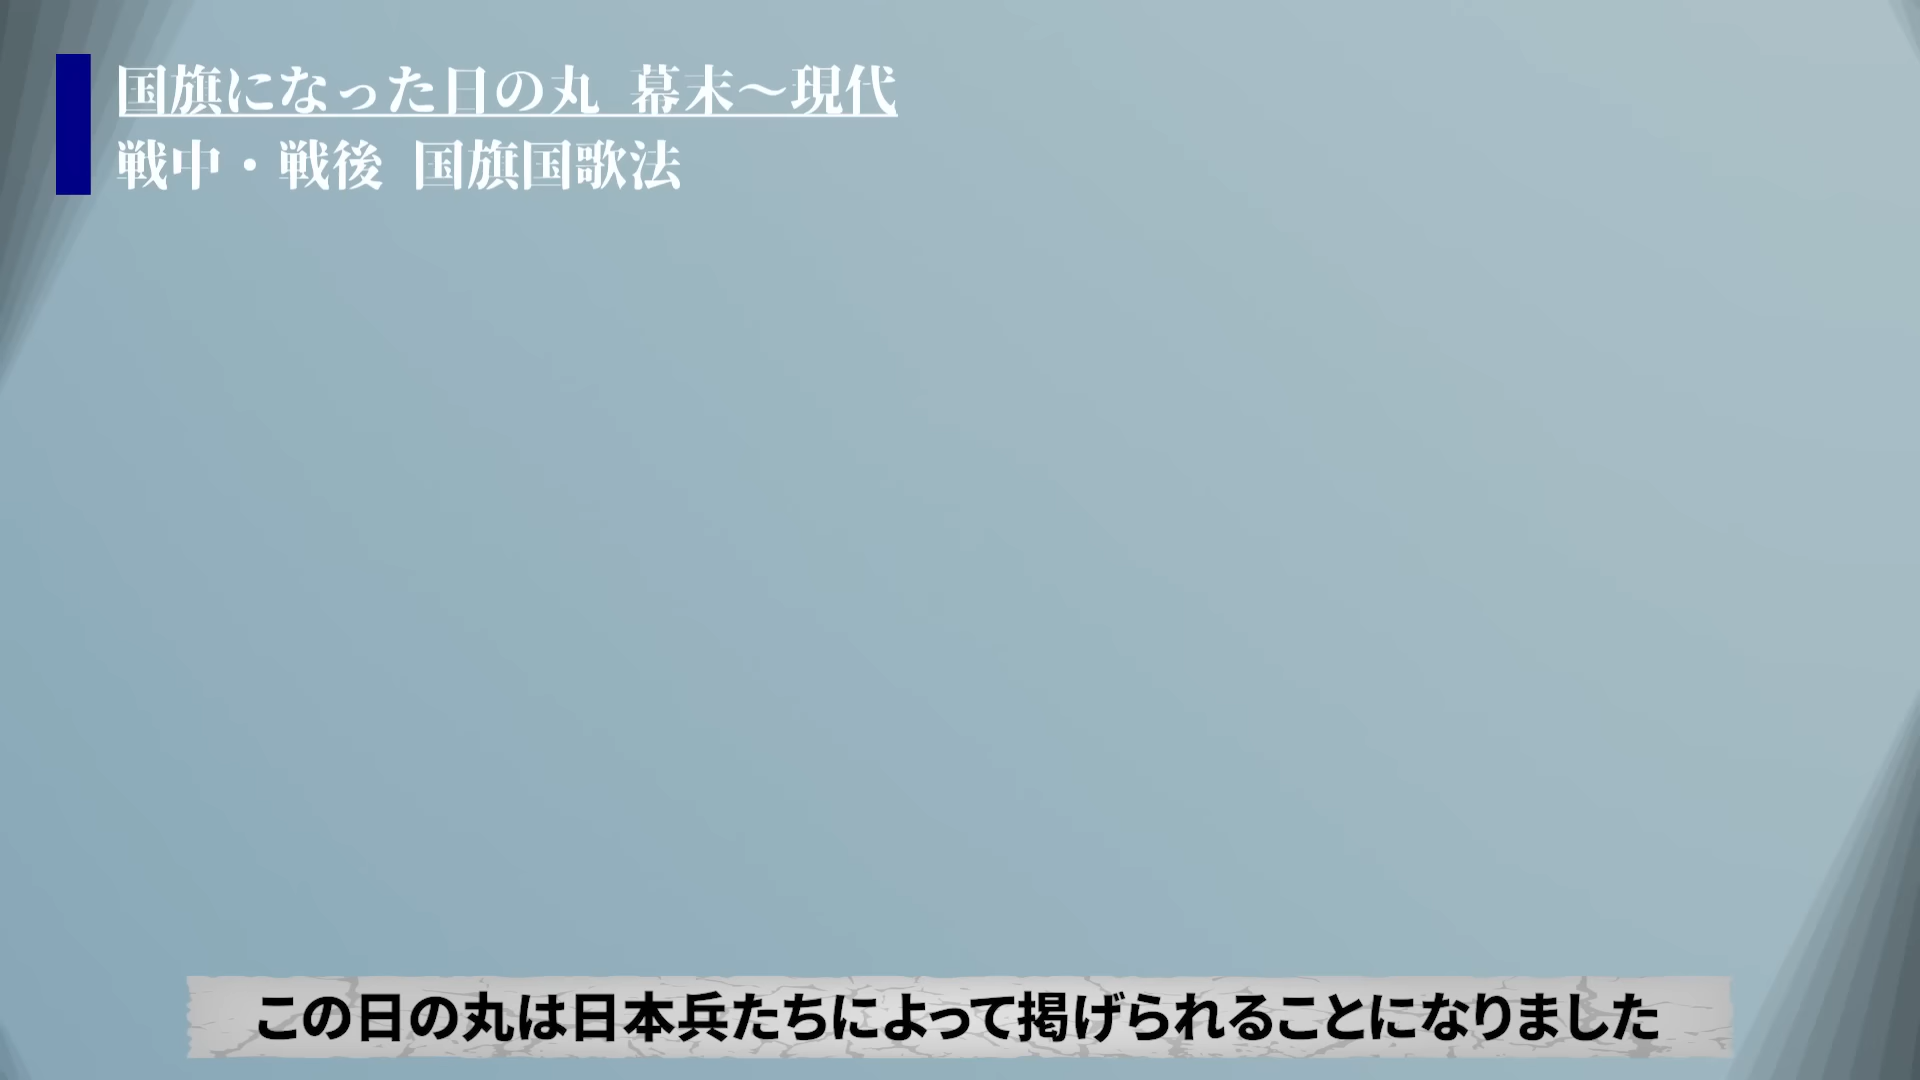 国旗になった日の丸 幕末～現代
戦中・戦後 国旗国歌法
この日の丸は日本兵たちによって掲げられることになりました